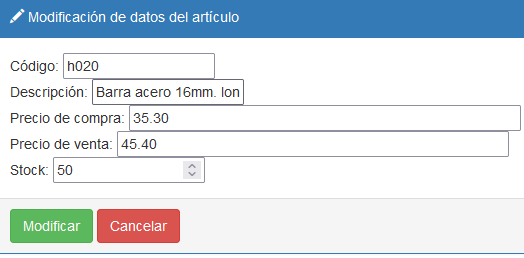 Modificación de datos del artículo
Código: h020
Descripción: Barra acero 16mm. lon
Precio de compra: 35.30
Precio de venta: 45.40
Stock: 50
Modificar Cancelar